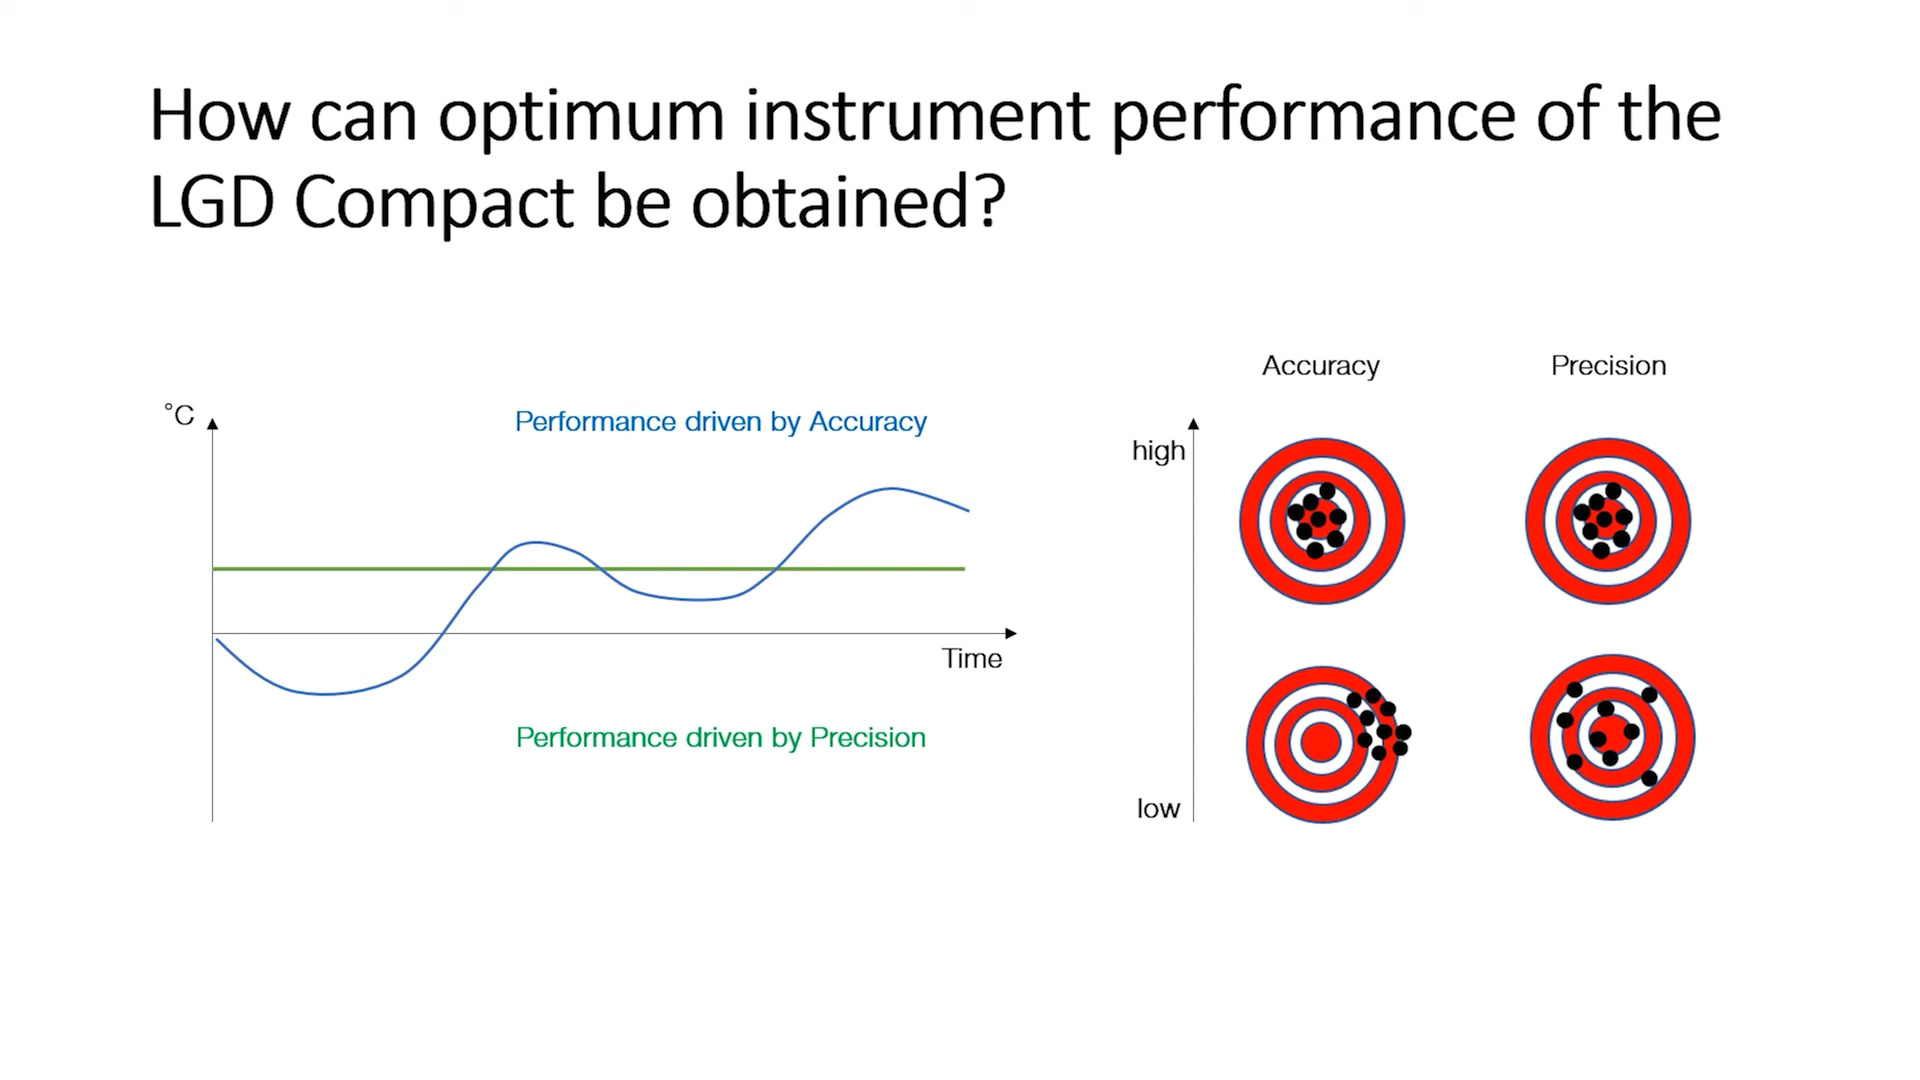 How can optimum instrument performance of the
LGD Compact be obtained?
°C
Performance driven by Accuracy
Time
Performance driven by Precision
Accuracy
Precision
high
low